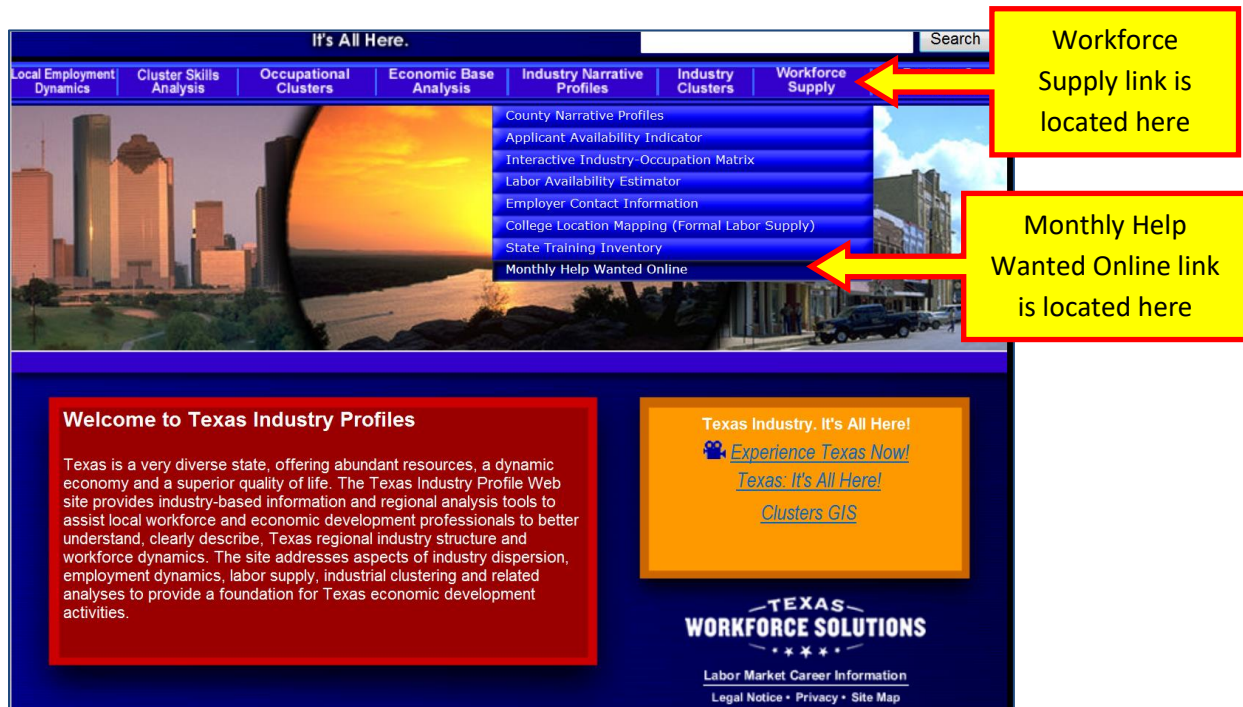 It's All Here.
Search
Workforce
Supply link is
located here
Local Employment
Dynamics
Cluster Skills
Analysis
Occupational
Clusters
Economic Base
Analysis
Industry Narrative
Profiles
Industry
Clusters
Workforce
Supply
County Narrative Profiles
Applicant Availability Indicator
Interactive Industry-Occupation Matrix
Labor Availability Estimator
Employer Contact Information
College Location Mapping (Formal Labor Supply)
State Training Inventory
Monthly Help Wanted Online
Monthly Help
Wanted Online link
is located here
Welcome to Texas Industry Profiles
Texas is a very diverse state, offering abundant resources, a dynamic
economy and a superior quality of life. The Texas Industry Profile Web
site provides industry-based information and regional analysis tools to
assist local workforce and economic development professionals to better
understand, clearly describe, Texas regional industry structure and
workforce dynamics. The site addresses aspects of industry dispersion,
employment dynamics, labor supply, industrial clustering and related
analyses to provide a foundation for Texas economic development
activities.
Texas Industry. It's All Here!
Experience Texas Now!
Texas: It's All Here!
Clusters GIS
TEXAS
WORKFORCE SOLUTIONS
Labor Market Career Information
Legal Notice • Privacy • Site Map